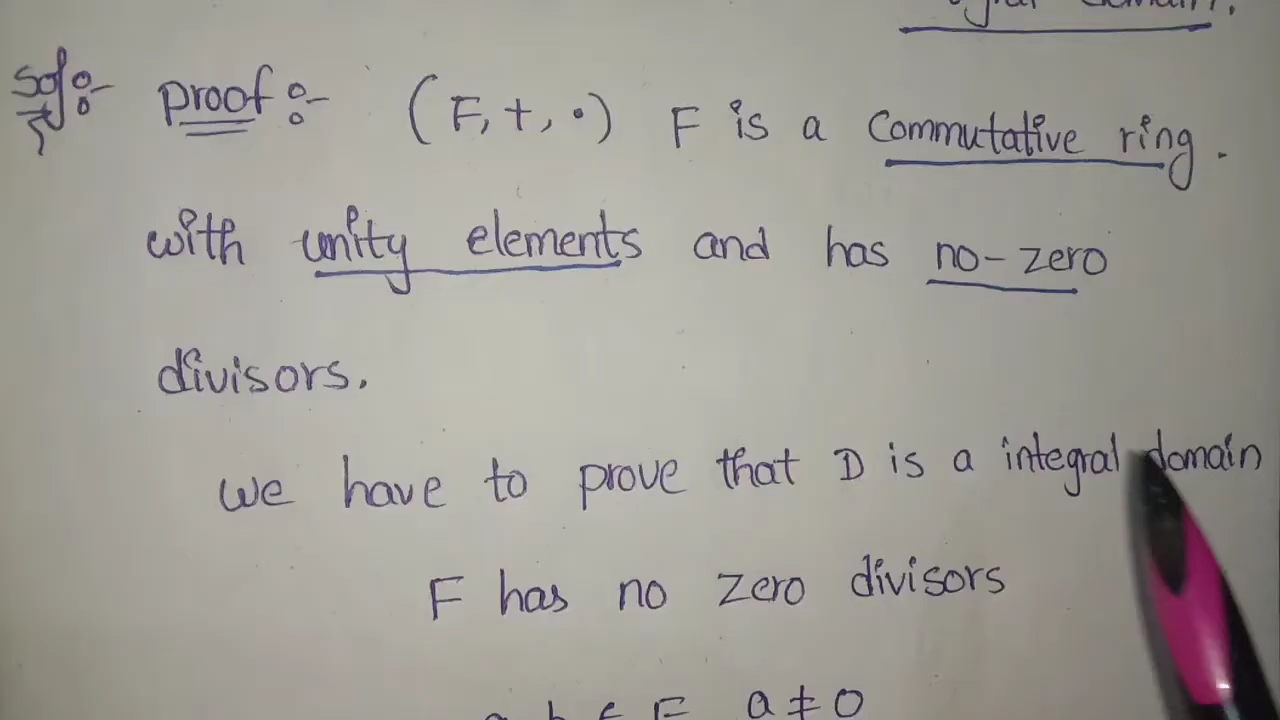 domain.
Sol:- Proof:- (F, +, ·) F is a Commutative ring.
with unity elements and has no-zero
divisors.
We have to prove that D is a integral domain
F has no zero divisors
a, b ∈ F, a ≠ 0